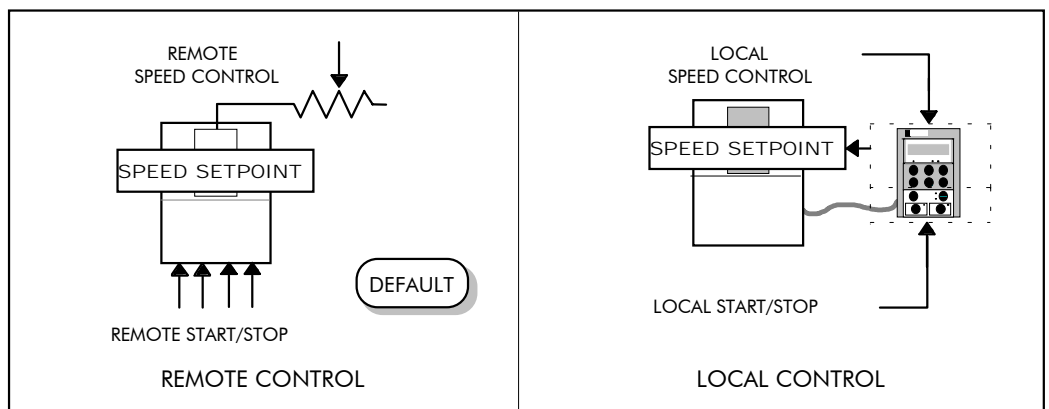 REMOTE
SPEED CONTROL
SPEED SETPOINT
DEFAULT
REMOTE START/STOP
REMOTE CONTROL
LOCAL
SPEED CONTROL
SPEED SETPOINT
LOCAL START/STOP
LOCAL CONTROL